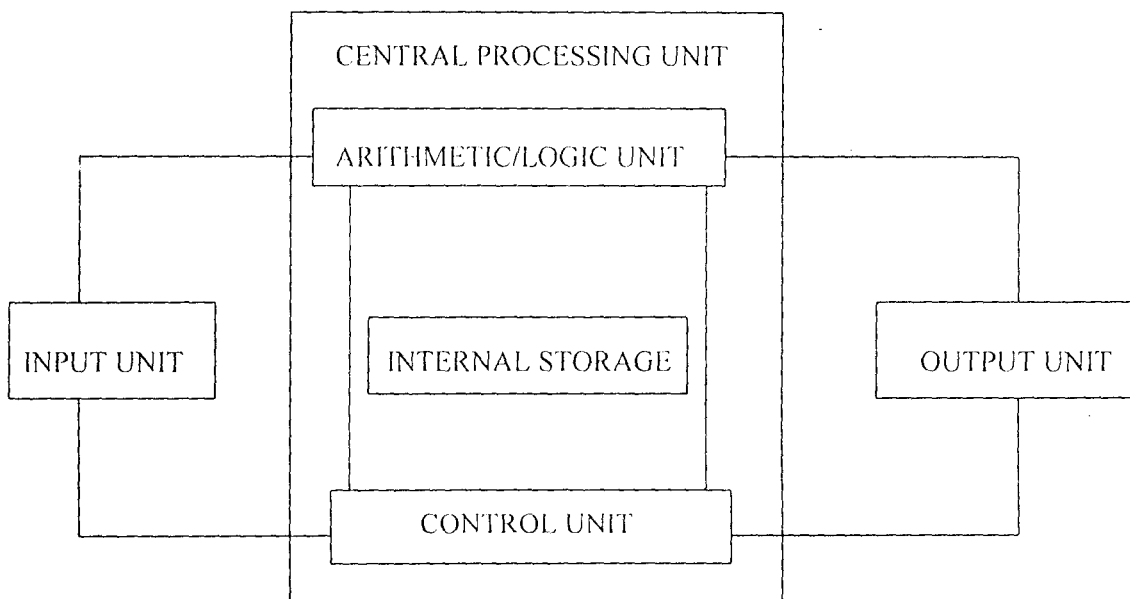 CENTRAL PROCESSING UNIT
ARITHMETIC/LOGIC UNIT
INPUT UNIT
INTERNAL STORAGE
OUTPUT UNIT
CONTROL UNIT